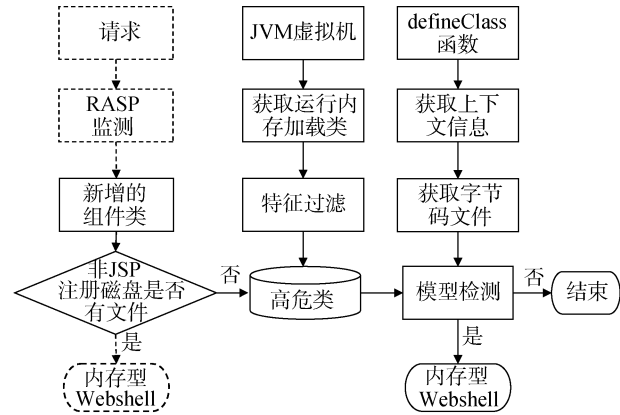 请求
RASP
监测
新增的
组件类
非JSP
注册磁盘是否
有文件
是
内存型
Webshell
否
JVM虚拟机
获取运行内
存加载类
特征过滤
高危类
defineClass
函数
获取上下
文信息
获取字节
码文件
模型检测
是
内存型
Webshell
否
结束